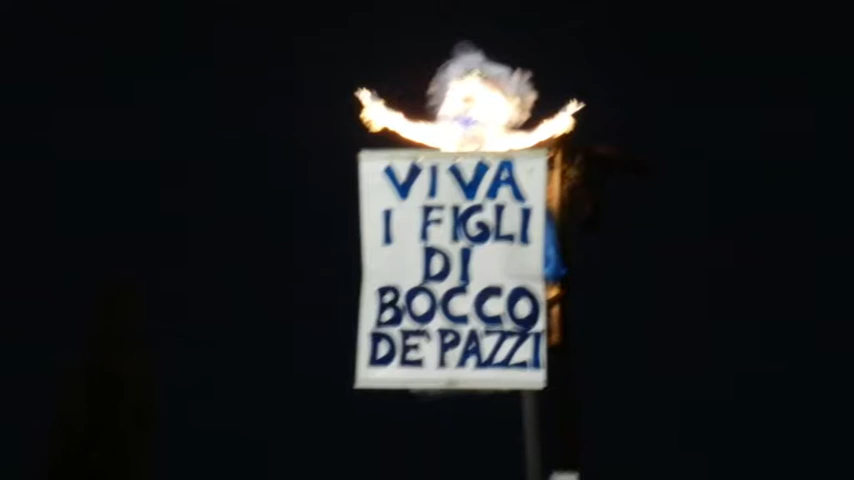 VIVA
I FIGLI
DI
BOCCO
DE' PAZZI